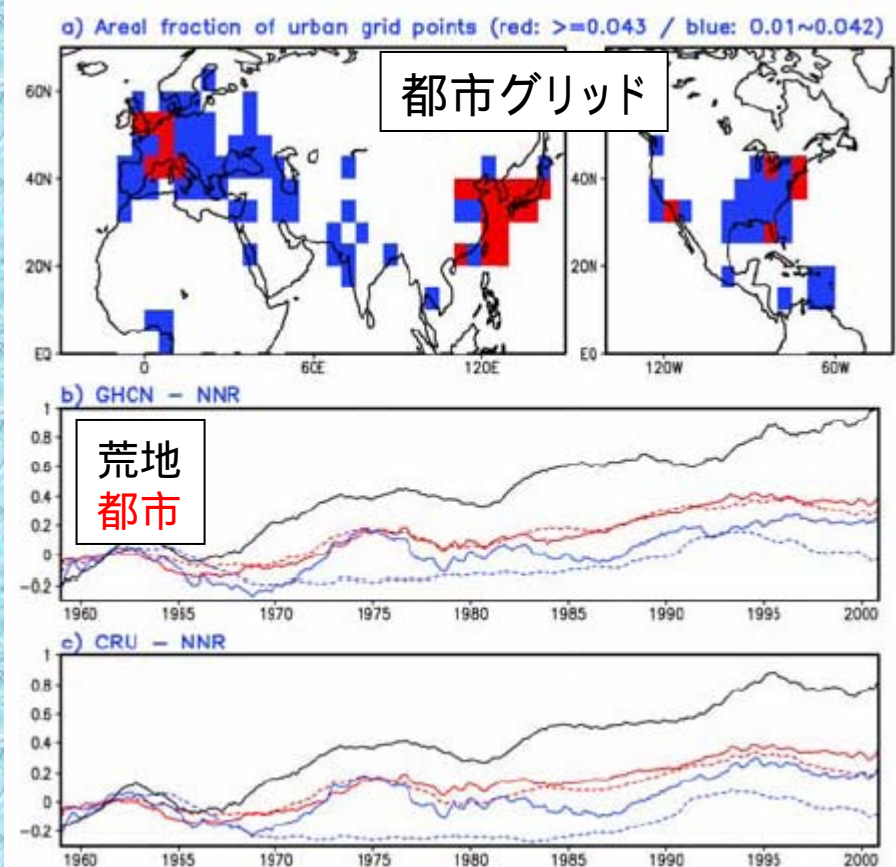 a) Areal fraction of urban grid points (red: >=0.043 / blue: 0.01~0.042)
都市グリッド
60N
40N
20N
EQ
0
60E
120E
EQ
120W
60W
b) GHCN – NNR
荒地
都市
1
0.8
0.6
0.4
0.2
0
−0.2
1960
1965
1970
1975
1980
1985
1990
1995
2000
c) CRU – NNR
1
0.8
0.6
0.4
0.2
0
−0.2
1960
1965
1970
1975
1980
1985
1990
1995
2000